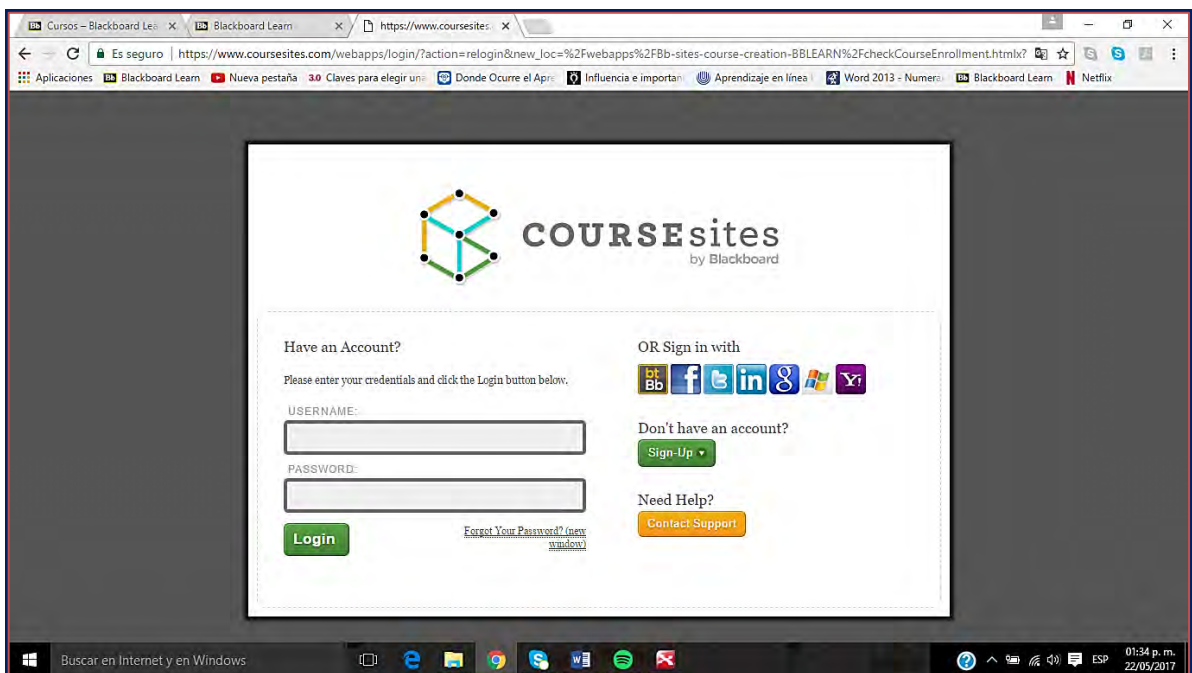 Cursos – Blackboard Lea
Blackboard Learn
https://www.coursesites.
Es seguro | https://www.coursesites.com/webapps/login/?action=relogin&new_loc=%2Fwebapps%2FBb-sites-course-creation-BBLEARN%2FcheckCourseEnrollment.htmlx?
Aplicaciones Blackboard Learn Nueva pestaña 3.0 Claves para elegir una Donde Ocurre el Apre Influencia e importan Aprendizaje en línea Word 2013 - Numera Blackboard Learn Netflix
COURSEsites
by Blackboard
Have an Account?
Please enter your credentials and click the Login button below.
USERNAME:
PASSWORD:
Login
Forgot Your Password? (new
window)
OR Sign in with
bt
Bb
Don't have an account?
Sign-Up
Need Help?
Contact Support
Buscar en Internet y en Windows
ESP
01:34 p. m.
22/05/2017